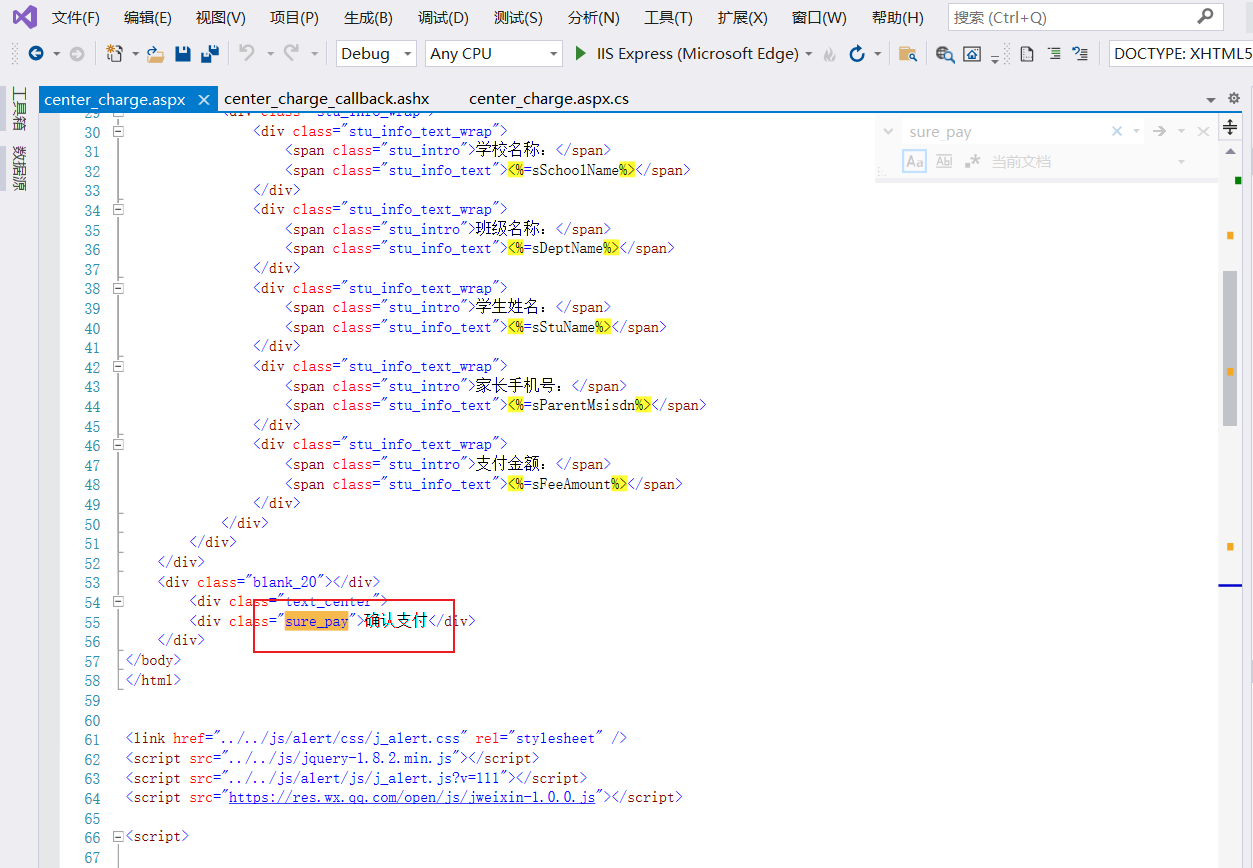 文件(F) 编辑(E) 视图(V) 项目(P) 生成(B) 调试(D) 测试(S) 分析(N) 工具(T) 扩展(X) 窗口(W) 帮助(H) 搜索 (Ctrl+Q)
Debug Any CPU IIS Express (Microsoft Edge) DOCTYPE: XHTML5
工具箱
数据源
center_charge.aspx center_charge_callback.ashx center_charge.aspx.cs
sure_pay
Aa Abl .* 当前文档
29 <div class="stu_info_wrap">
30 <div class="stu_info_text_wrap">
31 <span class="stu_intro">学校名称：</span>
32 <span class="stu_info_text"><%=sSchoolName%></span>
33 </div>
34 <div class="stu_info_text_wrap">
35 <span class="stu_intro">班级名称：</span>
36 <span class="stu_info_text"><%=sDeptName%></span>
37 </div>
38 <div class="stu_info_text_wrap">
39 <span class="stu_intro">学生姓名：</span>
40 <span class="stu_info_text"><%=sStuName%></span>
41 </div>
42 <div class="stu_info_text_wrap">
43 <span class="stu_intro">家长手机号：</span>
44 <span class="stu_info_text"><%=sParentMsisdn%></span>
45 </div>
46 <div class="stu_info_text_wrap">
47 <span class="stu_intro">支付金额：</span>
48 <span class="stu_info_text"><%=sFeeAmount%></span>
49 </div>
50 </div>
51 </div>
52 </div>
53 <div class="blank_20"></div>
54 <div class="text_center">
55 <div class="sure_pay">确认支付</div>
56 </div>
57 </body>
58 </html>
59
60
61 <link href="../../js/alert/css/j_alert.css" rel="stylesheet" />
62 <script src="../../js/jquery-1.8.2.min.js"></script>
63 <script src="../../js/alert/js/j_alert.js?v=111"></script>
64 <script src="https://res.wx.qq.com/open/js/jweixin-1.0.0.js"></script>
65
66 <script>
67